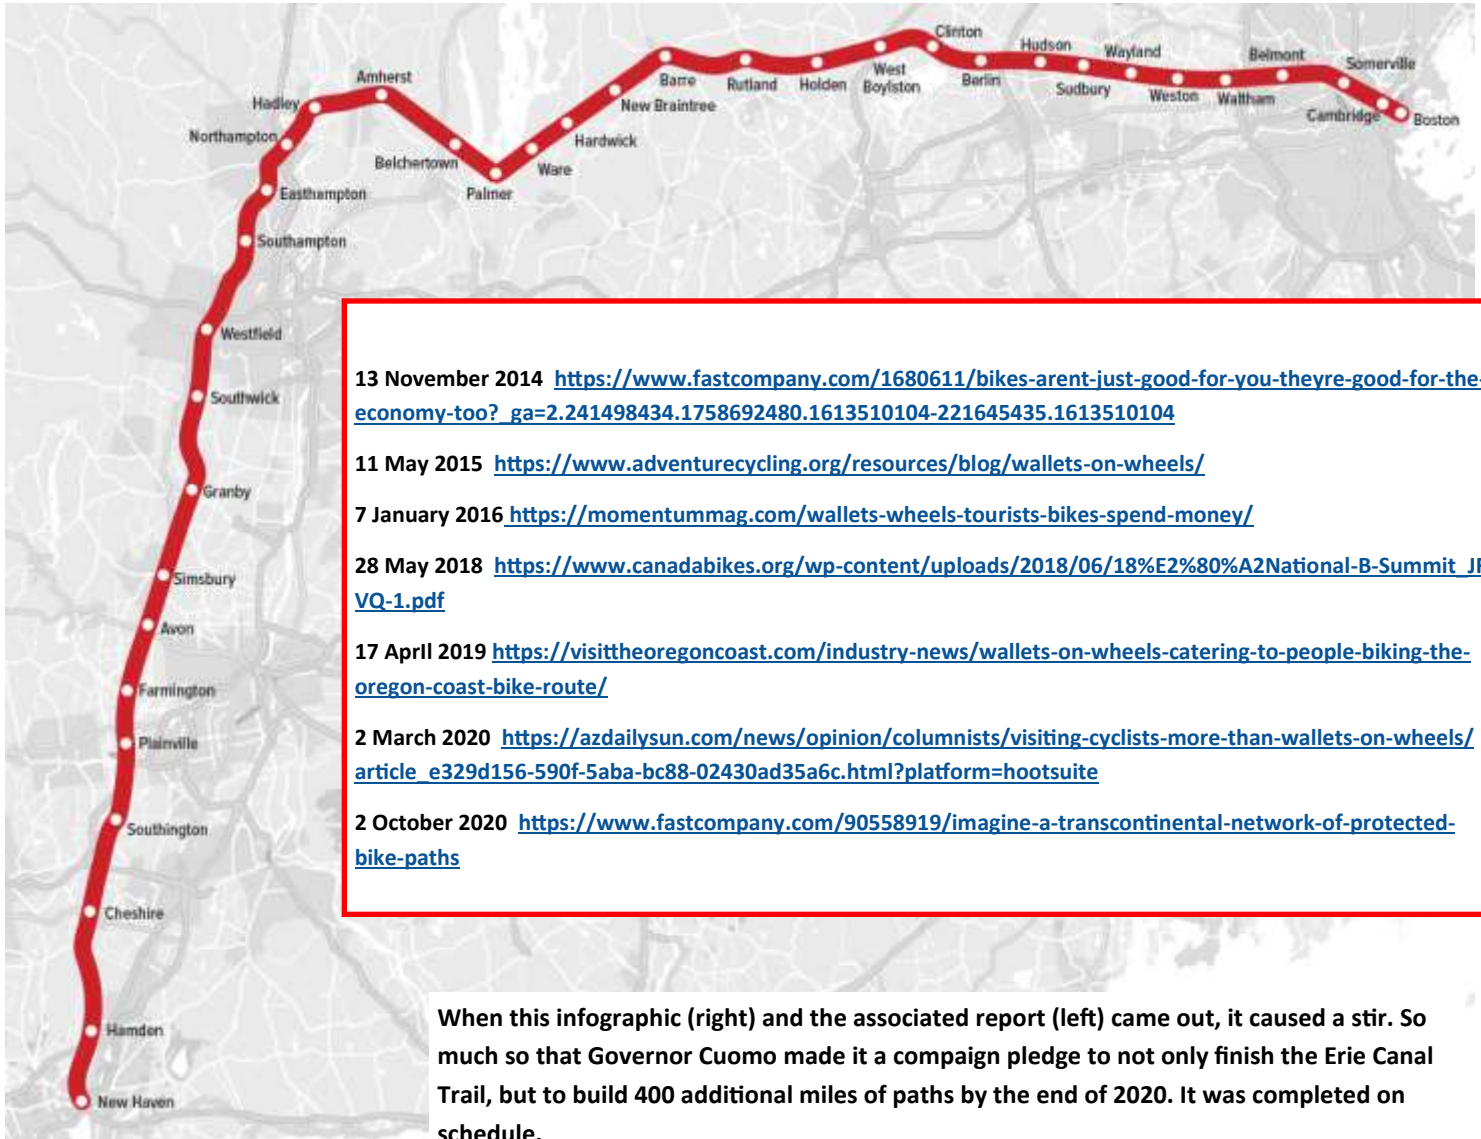 Clinton
Hudson
Wayland
Belmont
Somerville
Amherst
Barre
Rutland
Holden
West
Boylston
Berlin
Sudbury
Weston
Waltham
Cambridge
Boston
Hadley
New Braintree
Northampton
Hardwick
Belchertown
Ware
Palmer
Easthampton
Southampton
Westfield
Southwick
Granby
Simsbury
Avon
Farmington
Plainville
Southington
Cheshire
Hamden
New Haven
13 November 2014 https://www.fastcompany.com/1680611/bikes-arent-just-good-for-you-theyre-good-for-the-
economy-too?_ga=2.241498434.1758692480.1613510104-221645435.1613510104
11 May 2015 https://www.adventurecycling.org/resources/blog/wallets-on-wheels/
7 January 2016 https://momentummag.com/wallets-wheels-tourists-bikes-spend-money/
28 May 2018 https://www.canadabikes.org/wp-content/uploads/2018/06/18%E2%80%A2National-B-Summit_JF
VQ-1.pdf
17 AprIl 2019 https://visittheoregoncoast.com/industry-news/wallets-on-wheels-catering-to-people-biking-the-
oregon-coast-bike-route/
2 March 2020 https://azdailysun.com/news/opinion/columnists/visiting-cyclists-more-than-wallets-on-wheels/
article_e329d156-590f-5aba-bc88-02430ad35a6c.html?platform=hootsuite
2 October 2020 https://www.fastcompany.com/90558919/imagine-a-transcontinental-network-of-protected-
bike-paths
When this infographic (right) and the associated report (left) came out, it caused a stir. So
much so that Governor Cuomo made it a compaign pledge to not only finish the Erie Canal
Trail, but to build 400 additional miles of paths by the end of 2020. It was completed on
schedule.